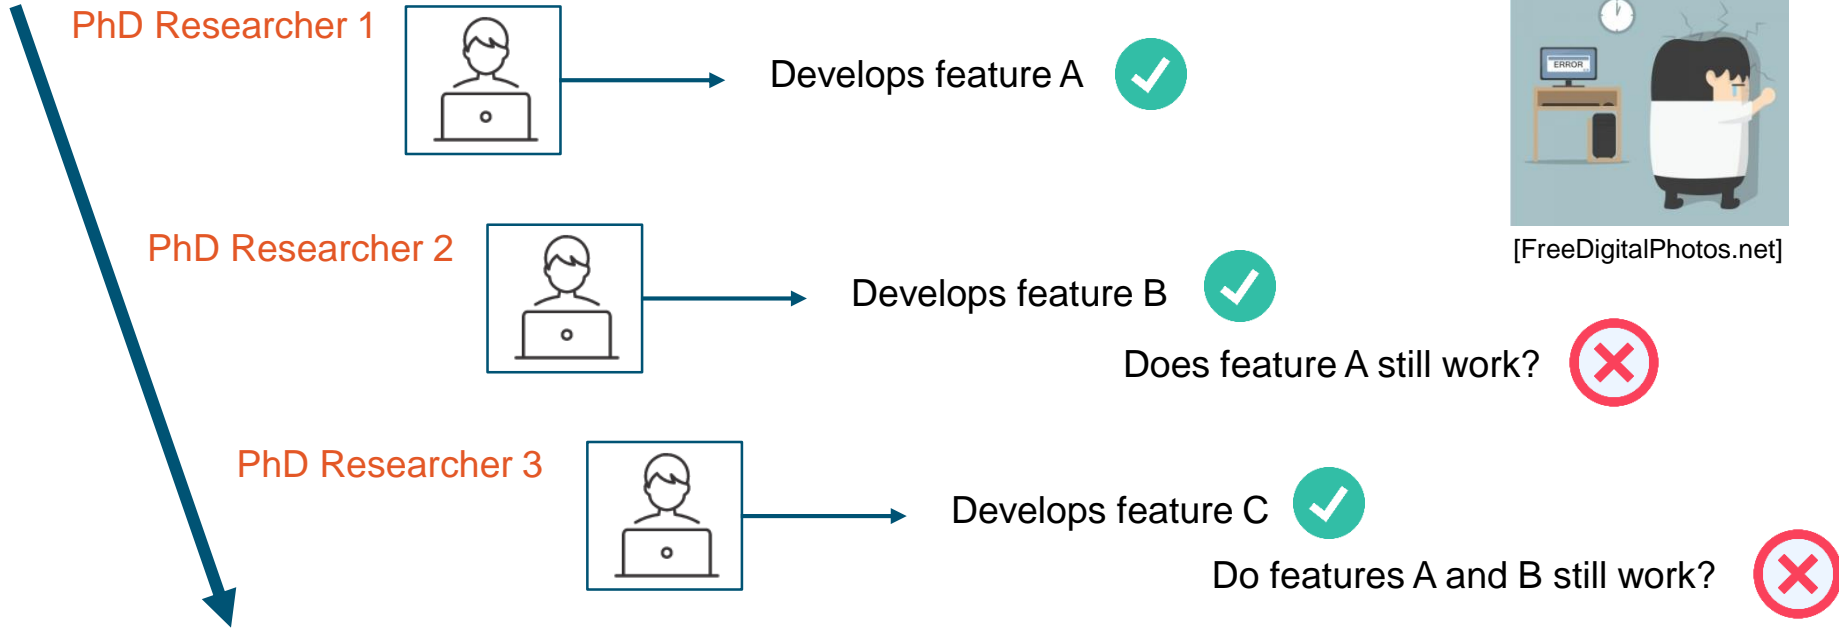 PhD Researcher 1
Develops feature A
ERROR
[FreeDigitalPhotos.net]
PhD Researcher 2
Develops feature B
Does feature A still work?
PhD Researcher 3
Develops feature C
Do features A and B still work?